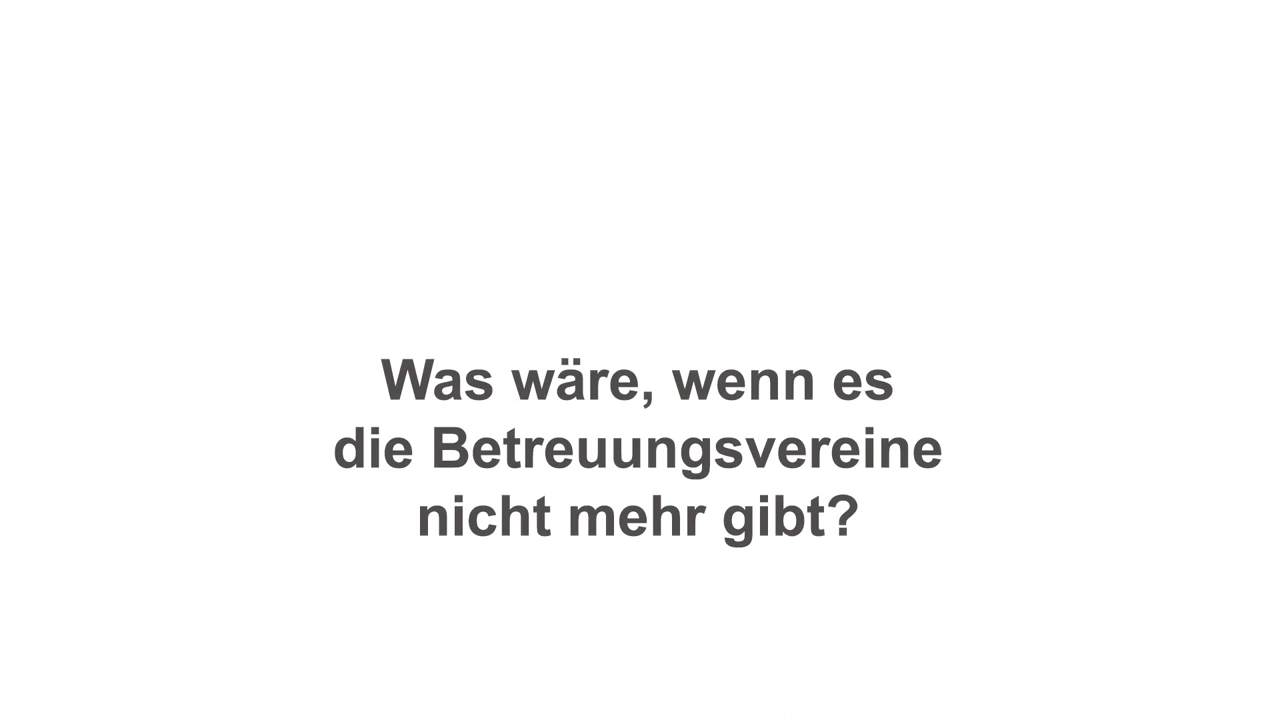 Was wäre, wenn es
die Betreuungsvereine
nicht mehr gibt?